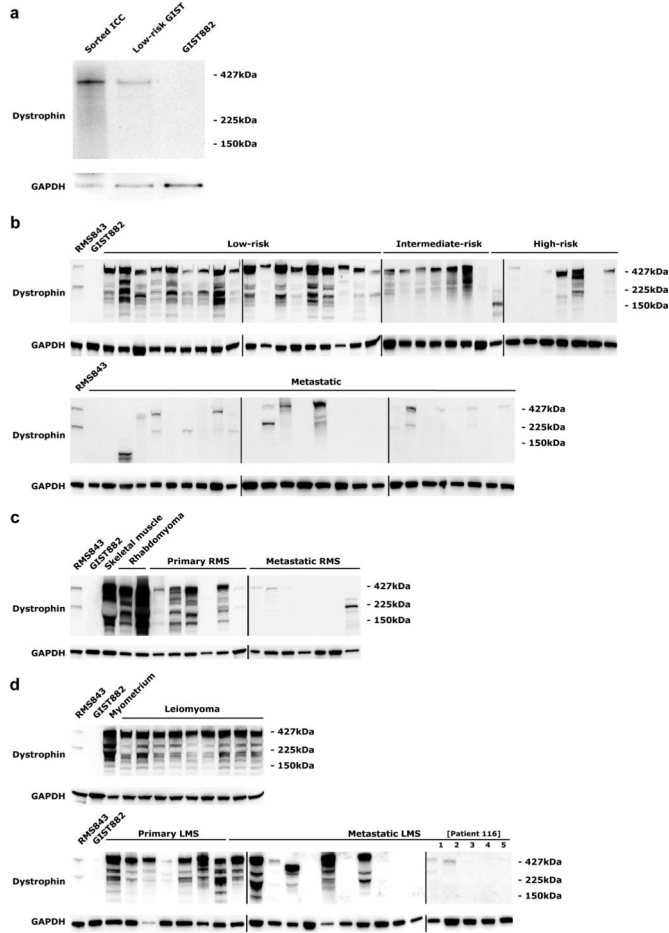 a
Sorted ICC Low-risk GIST GIST882
- 427kDa
Dystrophin
- 225kDa
- 150kDa
GAPDH
b
RMS843 GIST882 Low-risk Intermediate-risk High-risk
- 427kDa
Dystrophin - 225kDa
- 150kDa
GAPDH
RMS843 Metastatic
- 427kDa
Dystrophin - 225kDa
- 150kDa
GAPDH
c
RMS843 GIST882 Skeletal muscle Rhabdomyoma Primary RMS Metastatic RMS
- 427kDa
Dystrophin - 225kDa
- 150kDa
GAPDH
d
RMS843 GIST882 Myometrium Leiomyoma
- 427kDa
Dystrophin - 225kDa
- 150kDa
GAPDH
RMS843 GIST882 Primary LMS Metastatic LMS [Patient 116]
1 2 3 4 5
- 427kDa
Dystrophin - 225kDa
- 150kDa
GAPDH